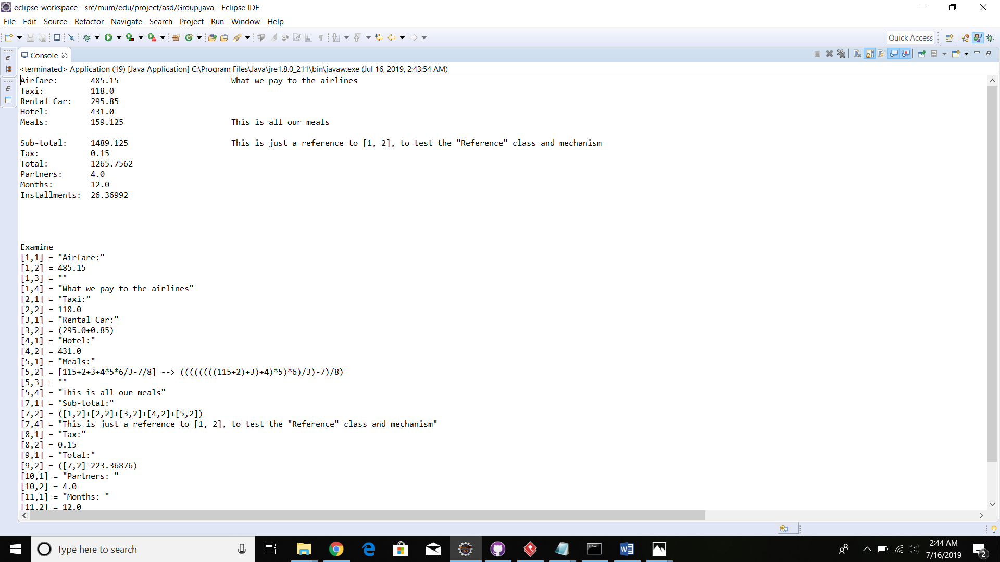 eclipse-workspace - src/mum/edu/project/asd/Group.java - Eclipse IDE
File Edit Source Refactor Navigate Search Project Run Window Help
Quick Access
Console
<terminated> Application (19) [Java Application] C:\Program Files\Java\jre1.8.0_211\bin\javaw.exe (Jul 16, 2019, 2:43:54 AM)
Airfare: 485.15 What we pay to the airlines
Taxi: 118.0
Rental Car: 295.85
Hotel: 431.0
Meals: 159.125 This is all our meals
Sub-total: 1489.125 This is just a reference to [1, 2], to test the "Reference" class and mechanism
Tax: 0.15
Total: 1265.7562
Partners: 4.0
Months: 12.0
Installments: 26.36992
Examine
[1,1] = "Airfare:"
[1,2] = 485.15
[1,3] = ""
[1,4] = "What we pay to the airlines"
[2,1] = "Taxi:"
[2,2] = 118.0
[3,1] = "Rental Car:"
[3,2] = (295.0+0.85)
[4,1] = "Hotel:"
[4,2] = 431.0
[5,1] = "Meals:"
[5,2] = [115+2+3+4*5*6/3-7/8] --> ((((((((115+2)+3)+4)*5)*6)/3)-7)/8)
[5,3] = ""
[5,4] = "This is all our meals"
[7,1] = "Sub-total:"
[7,2] = ([1,2]+[2,2]+[3,2]+[4,2]+[5,2])
[7,4] = "This is just a reference to [1, 2], to test the "Reference" class and mechanism"
[8,1] = "Tax:"
[8,2] = 0.15
[9,1] = "Total:"
[9,2] = ([7,2]-223.36876)
[10,1] = "Partners: "
[10,2] = 4.0
[11,1] = "Months: "
[11,2] = 12.0
Type here to search
2:44 AM
7/16/2019
2